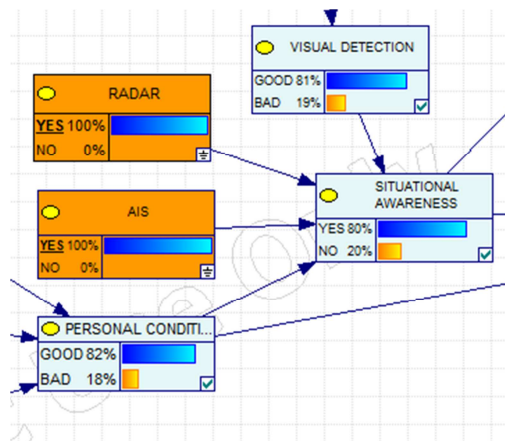 VISUAL DETECTION
GOOD 81%
BAD 19%
RADAR
YES 100%
NO 0%
SITUATIONAL
AWARENESS
YES 80%
NO 20%
AIS
YES 100%
NO 0%
PERSONAL CONDITI...
GOOD 82%
BAD 18%